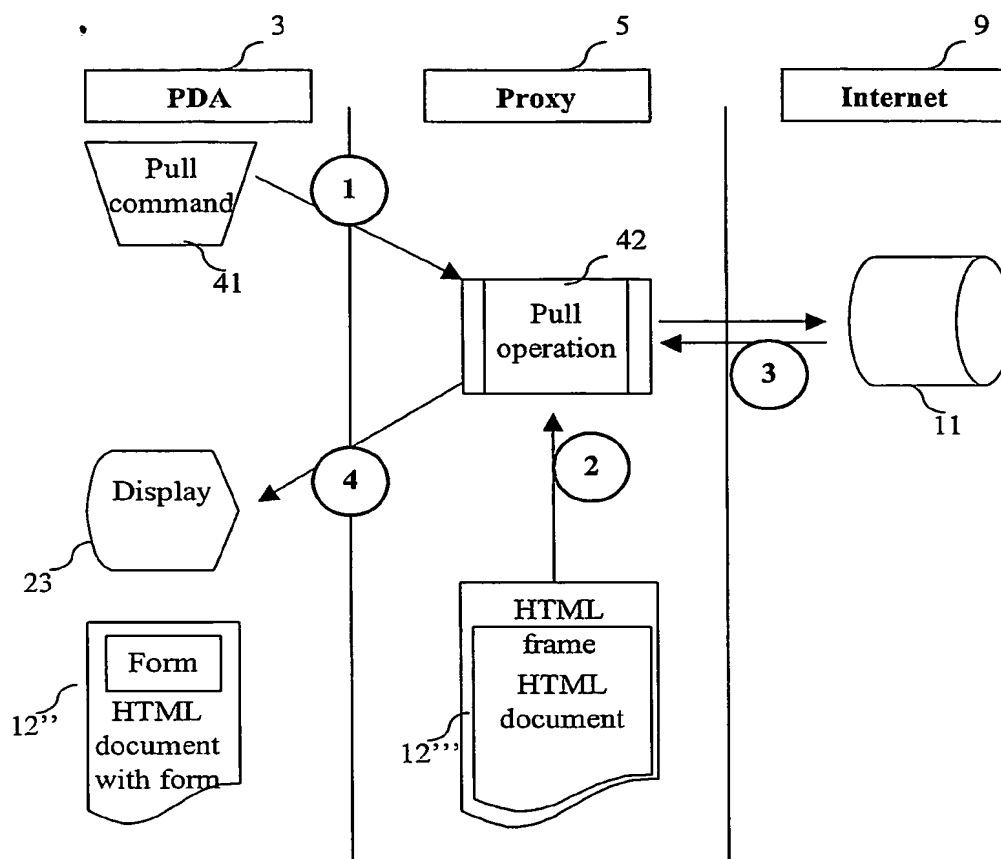 3
5
9
PDA
Proxy
Internet
Pull
command
41
1
42
Pull
operation
3
11
4
2
Display
23
Form
12’’
HTML
document
with form
HTML
frame
HTML
document
12’’’